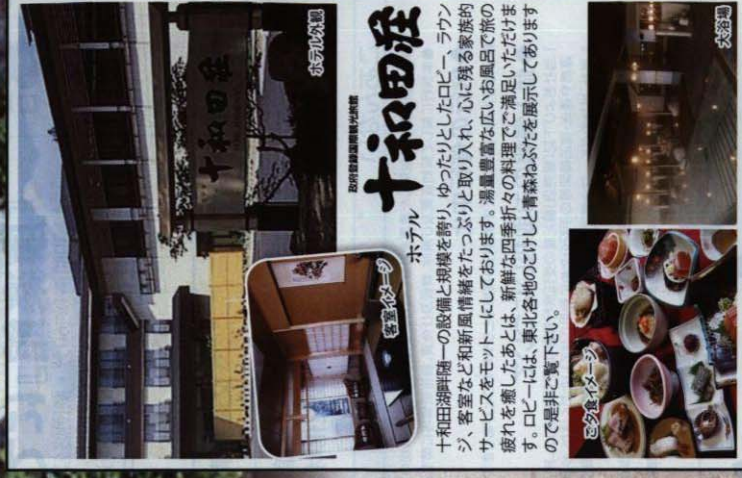 十和田荘
ホテル外観
客室イメージ
政府登録国際観光旅館
ホテル 十和田荘
十和田湖畔随一の設備と規模を誇り、ゆったりとしたロビー、ラウン
ジ、客室など和新風情緒をたっぷりと取り入れ、心に残る家族的
サービスをモットーにしております。湯量豊富な広いお風呂で旅の
疲れを癒したあとは、新鮮な四季折々の料理でご満足いただけま
す。ロビーには、東北各地のこけしと青森ねぶたを展示してあります
ので是非ご覧下さい。
ご夕食イメージ
大浴場